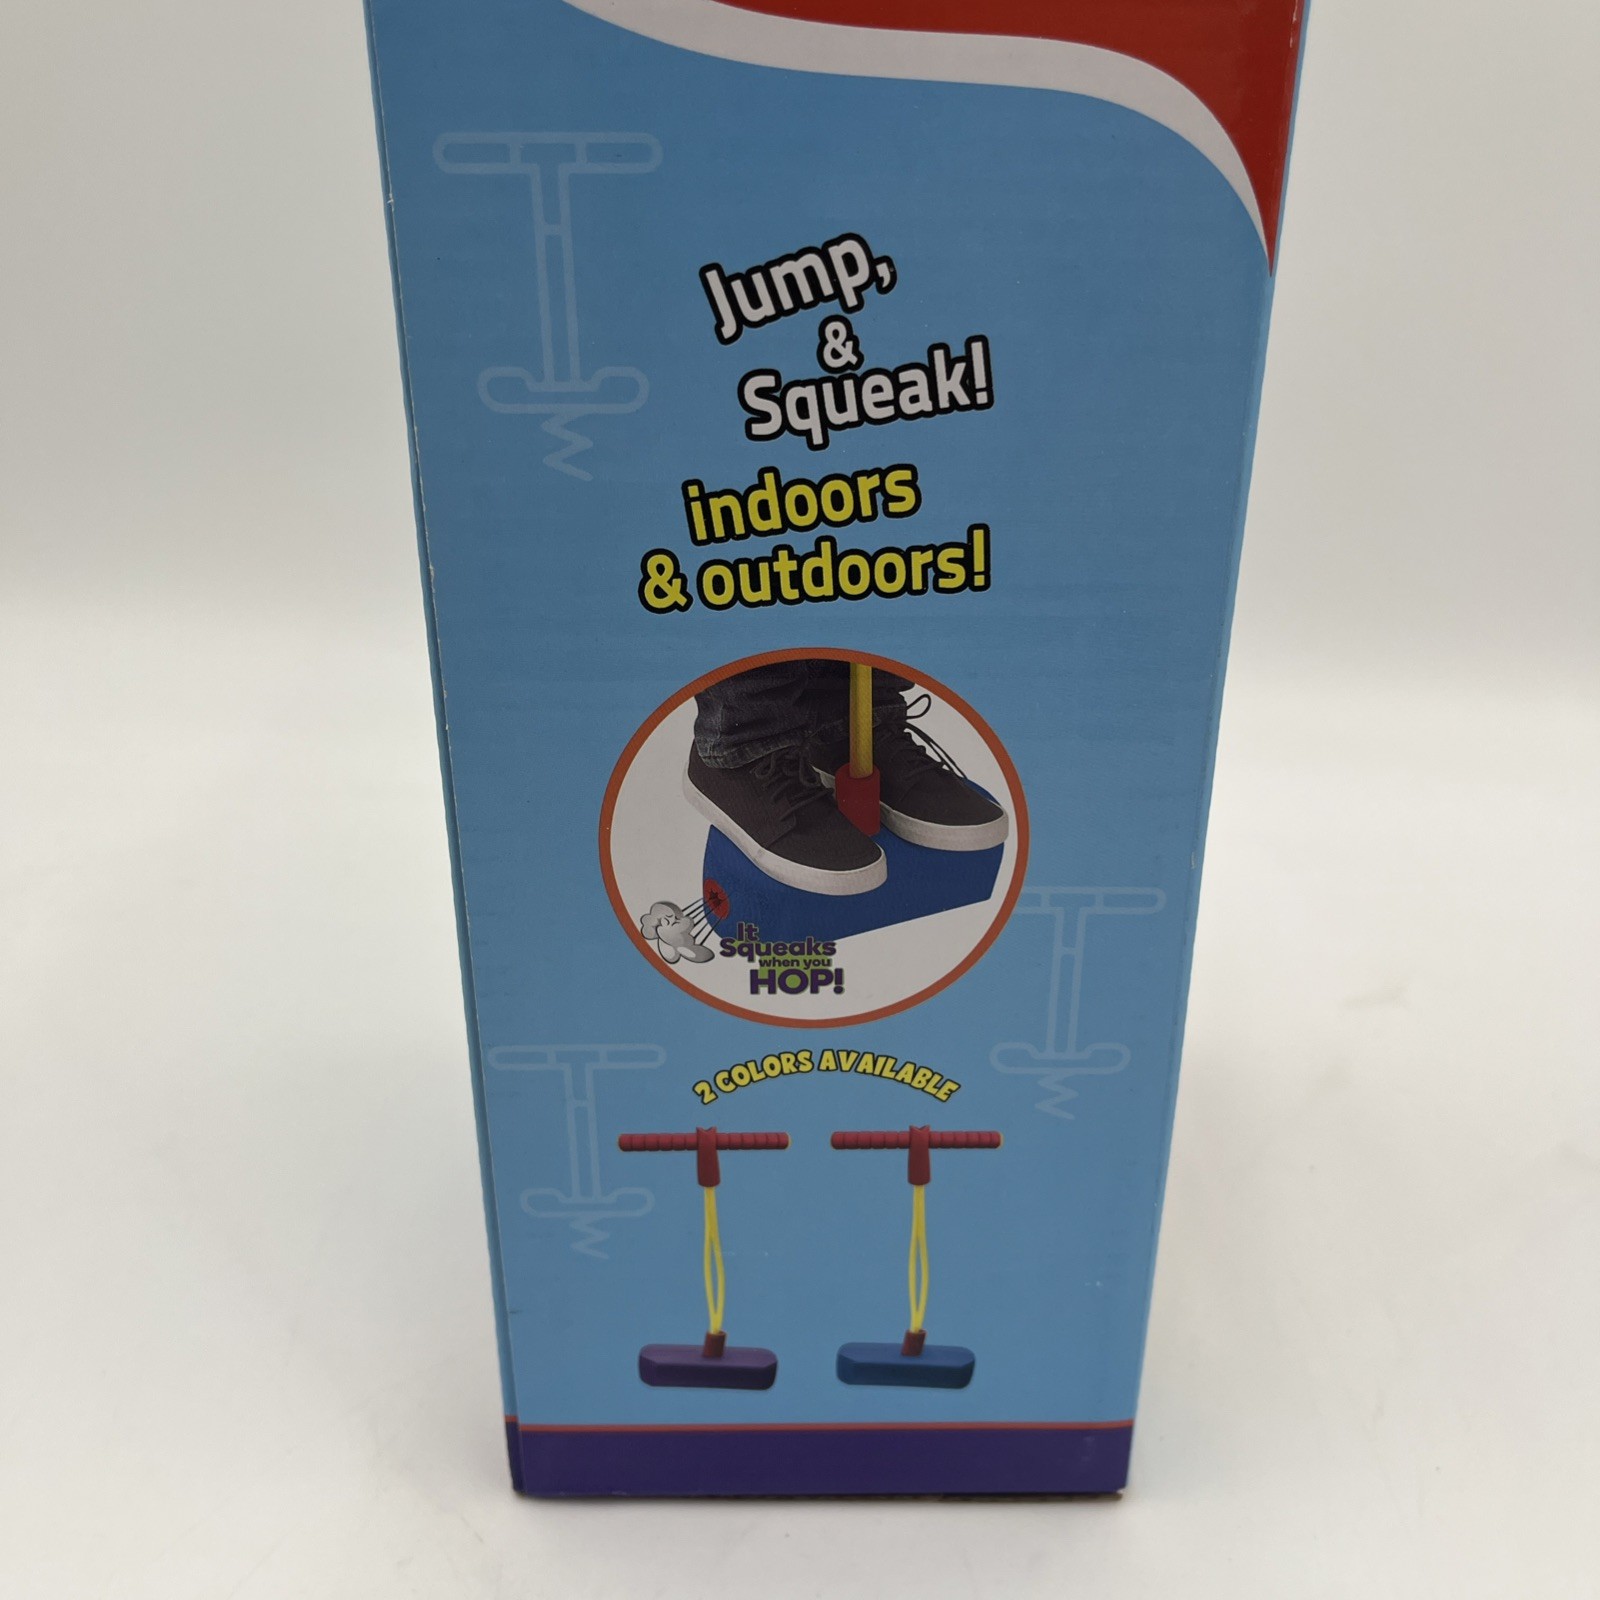 Jump,
&
Squeak!
indoors
& outdoors!
It
Squeaks
when you
HOP!
2 COLORS AVAILABLE